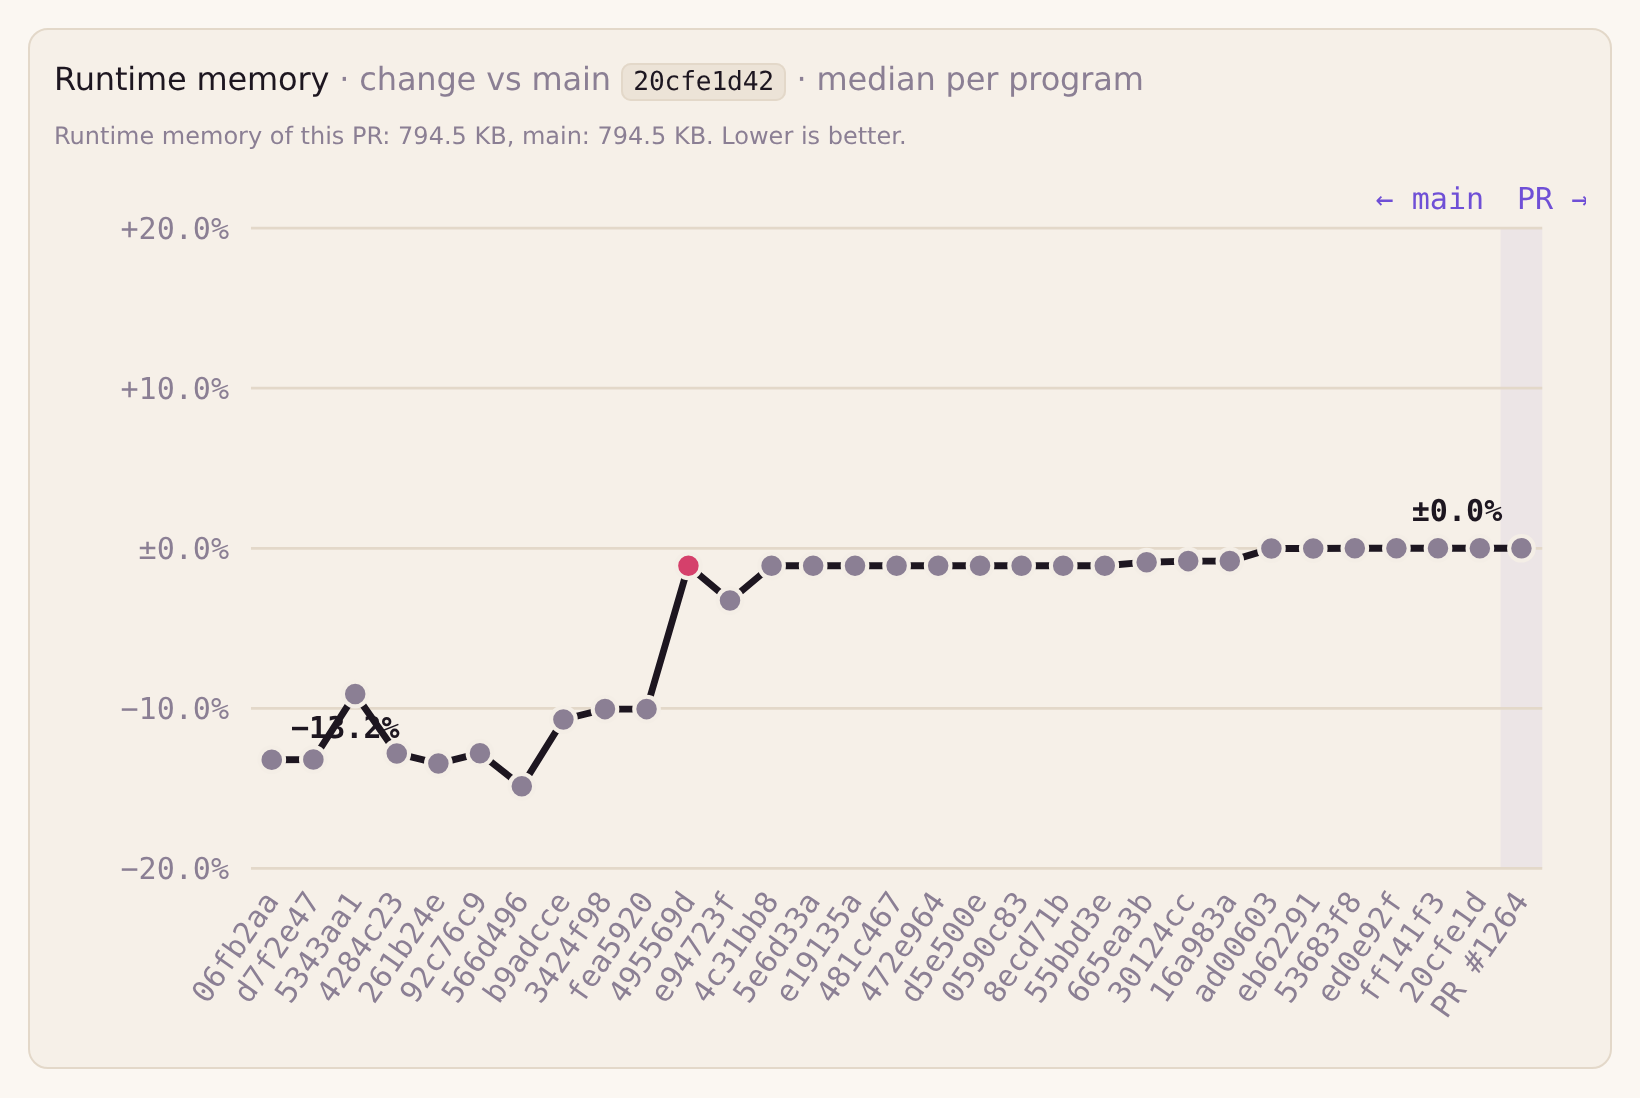 Runtime memory · change vs main 20cfe1d42 · median per program
Runtime memory of this PR: 794.5 KB, main: 794.5 KB. Lower is better.
← main PR →
+20.0%
+10.0%
±0.0%
±0.0%
−10.0%
−13.2%
−20.0%
06fb2aa
d7f2e47
5343aa1
4284c23
261b24e
92c76c9
566d496
b9adcce
3424f98
fea5920
495569d
e94723f
4c31bb8
5e6d33a
e19135a
481c467
472e964
d5e500e
0590c83
8ecd71b
55bbd3e
665ea3b
30124cc
16a983a
ad00603
eb62291
53683f8
ed0e92f
ff141f3
20cfe1d
PR #1264